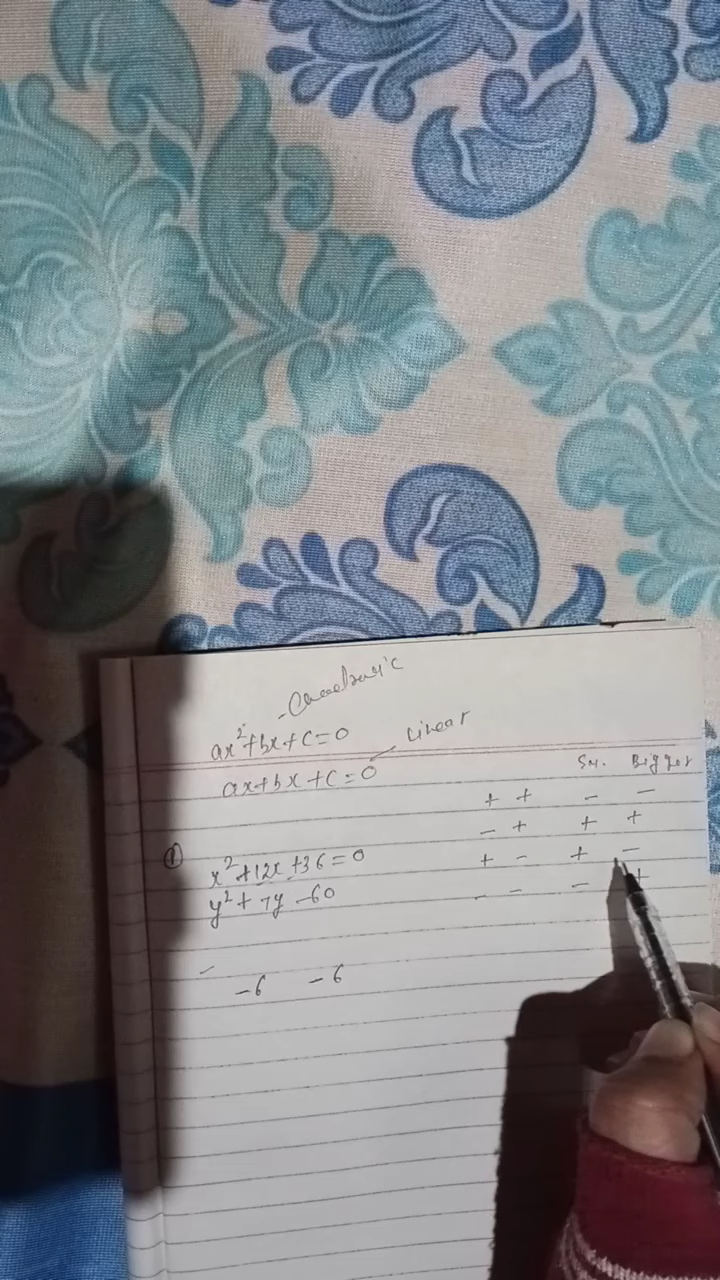 Quadratic
ax²+bx+c=0
Linear
ax+bx+c=0
Sm. Bigger
+ + - -
- + + +
① x²+12x+36=0 + - + -
y²+7y-60 - - - +
-6 -6